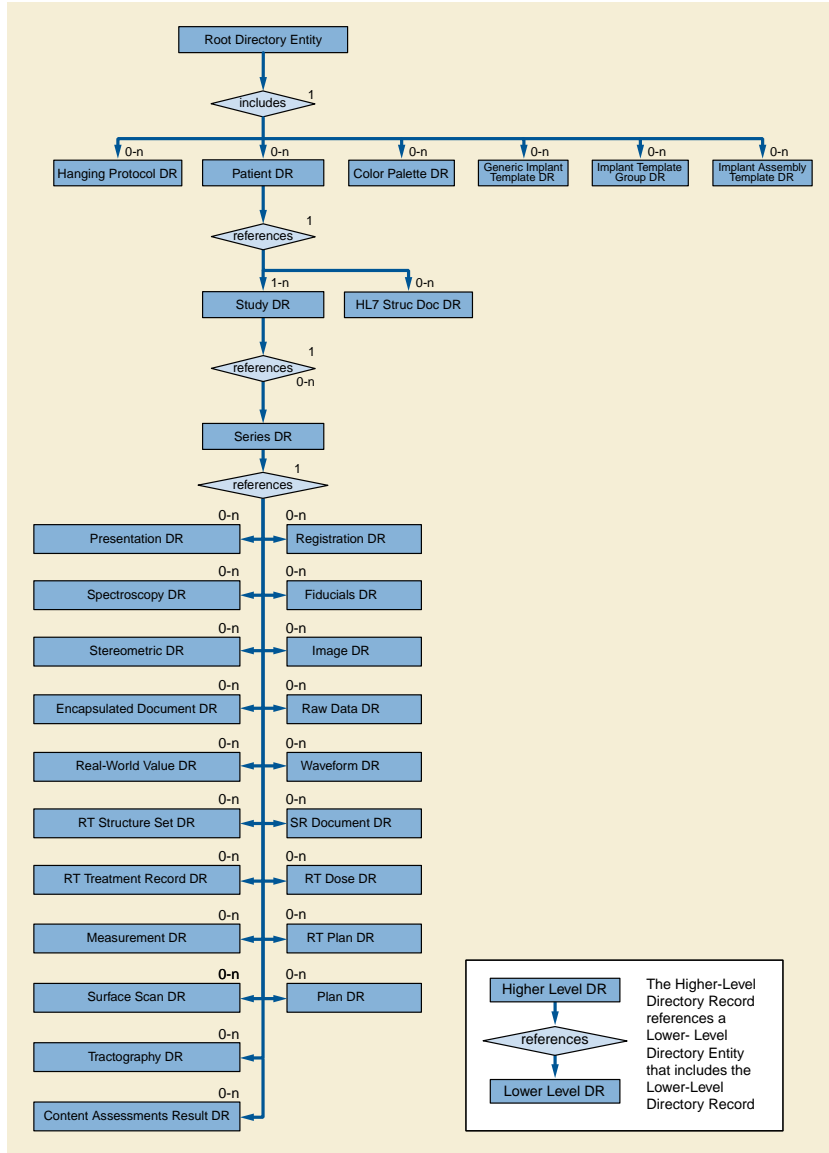 Root Directory Entity
includes
1
0-n
0-n
0-n
0-n
0-n
0-n
Hanging Protocol DR
Patient DR
Color Palette DR
Generic Implant
Template DR
Implant Template
Group DR
Implant Assembly
Template DR
1
references
1-n
0-n
Study DR
HL7 Struc Doc DR
1
references
0-n
Series DR
1
references
0-n
0-n
Presentation DR
Registration DR
0-n
0-n
Spectroscopy DR
Fiducials DR
0-n
0-n
Stereometric DR
Image DR
0-n
0-n
Encapsulated Document DR
Raw Data DR
0-n
0-n
Real-World Value DR
Waveform DR
0-n
0-n
RT Structure Set DR
SR Document DR
0-n
0-n
RT Treatment Record DR
RT Dose DR
0-n
0-n
Measurement DR
RT Plan DR
0-n
0-n
Surface Scan DR
Plan DR
0-n
Tractography DR
0-n
Content Assessments Result DR
Higher Level DR
references
Lower Level DR
The Higher-Level
Directory Record
references a
Lower- Level
Directory Entity
that includes the
Lower-Level
Directory Record